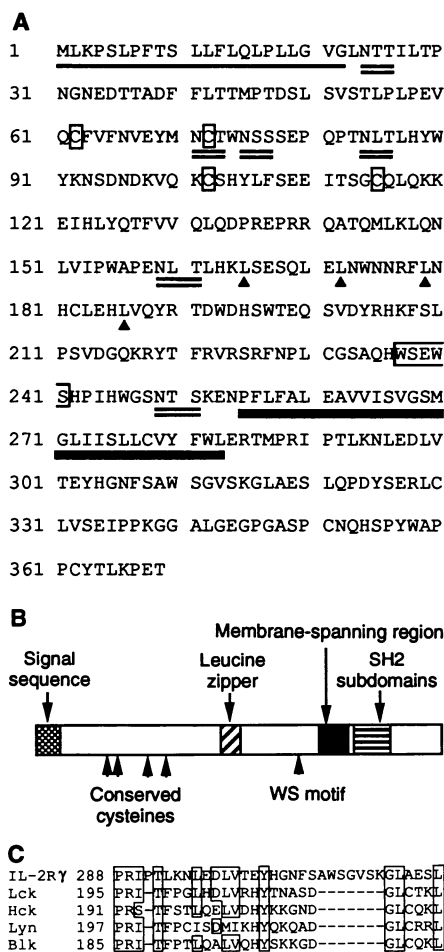 A
1 MLKPSLPFTS LLFLQLPLLG VGLNTTILTP
31 NGNEDTTADF FLTTMPTDSL SVSTLPLPEV
61 QCFVFNVEYM NCTWNSSSEP QPTNLTLHYW
91 YKNSDNDKVQ KCSHYLFSEE ITSGCQLQKK
121 EIHLYQTFVV QLQDPREPRR QATQMLKLQN
151 LVIPWAPENL TLHKLSESQL ELNWNNRFLN
181 HCLEHLVQYR TDWDHSWTEQ SVDYRHKFSL
211 PSVDGQKRYT FRVRSRFNPL CGSAQHWSEW
241 SHPIHWGSNT SKENPFLFAL EAVVISVGSM
271 GLIISLLCVY FWLERTMPRI PTLKNLEDLV
301 TEYHGNFSAW SGVSKGLAES LQPDYSERLC
331 LVSEIPPKGG ALGEGPGASP CNQHSPYWAP
361 PCYTLKPET
B
Membrane-spanning region
Signal sequence
Leucine zipper
SH2 subdomains
Conserved cysteines
WS motif
C
IL-2Rγ 288 PRIPTLKNLEDLVTEYHGNFSAWSGVSKGLAESL
Lck 195 PRI-TFPGLHDLVRHYTNASD--------GLCTKL
Hck 191 PRS-TFSTLQELVDHYKKGND--------GLCQKL
Lyn 197 PRI-TFPCISDMIKHYQKQAD--------GLCRRL
Blk 185 PRI-TFPTLQALVQHYSKKGD--------GLCQKL